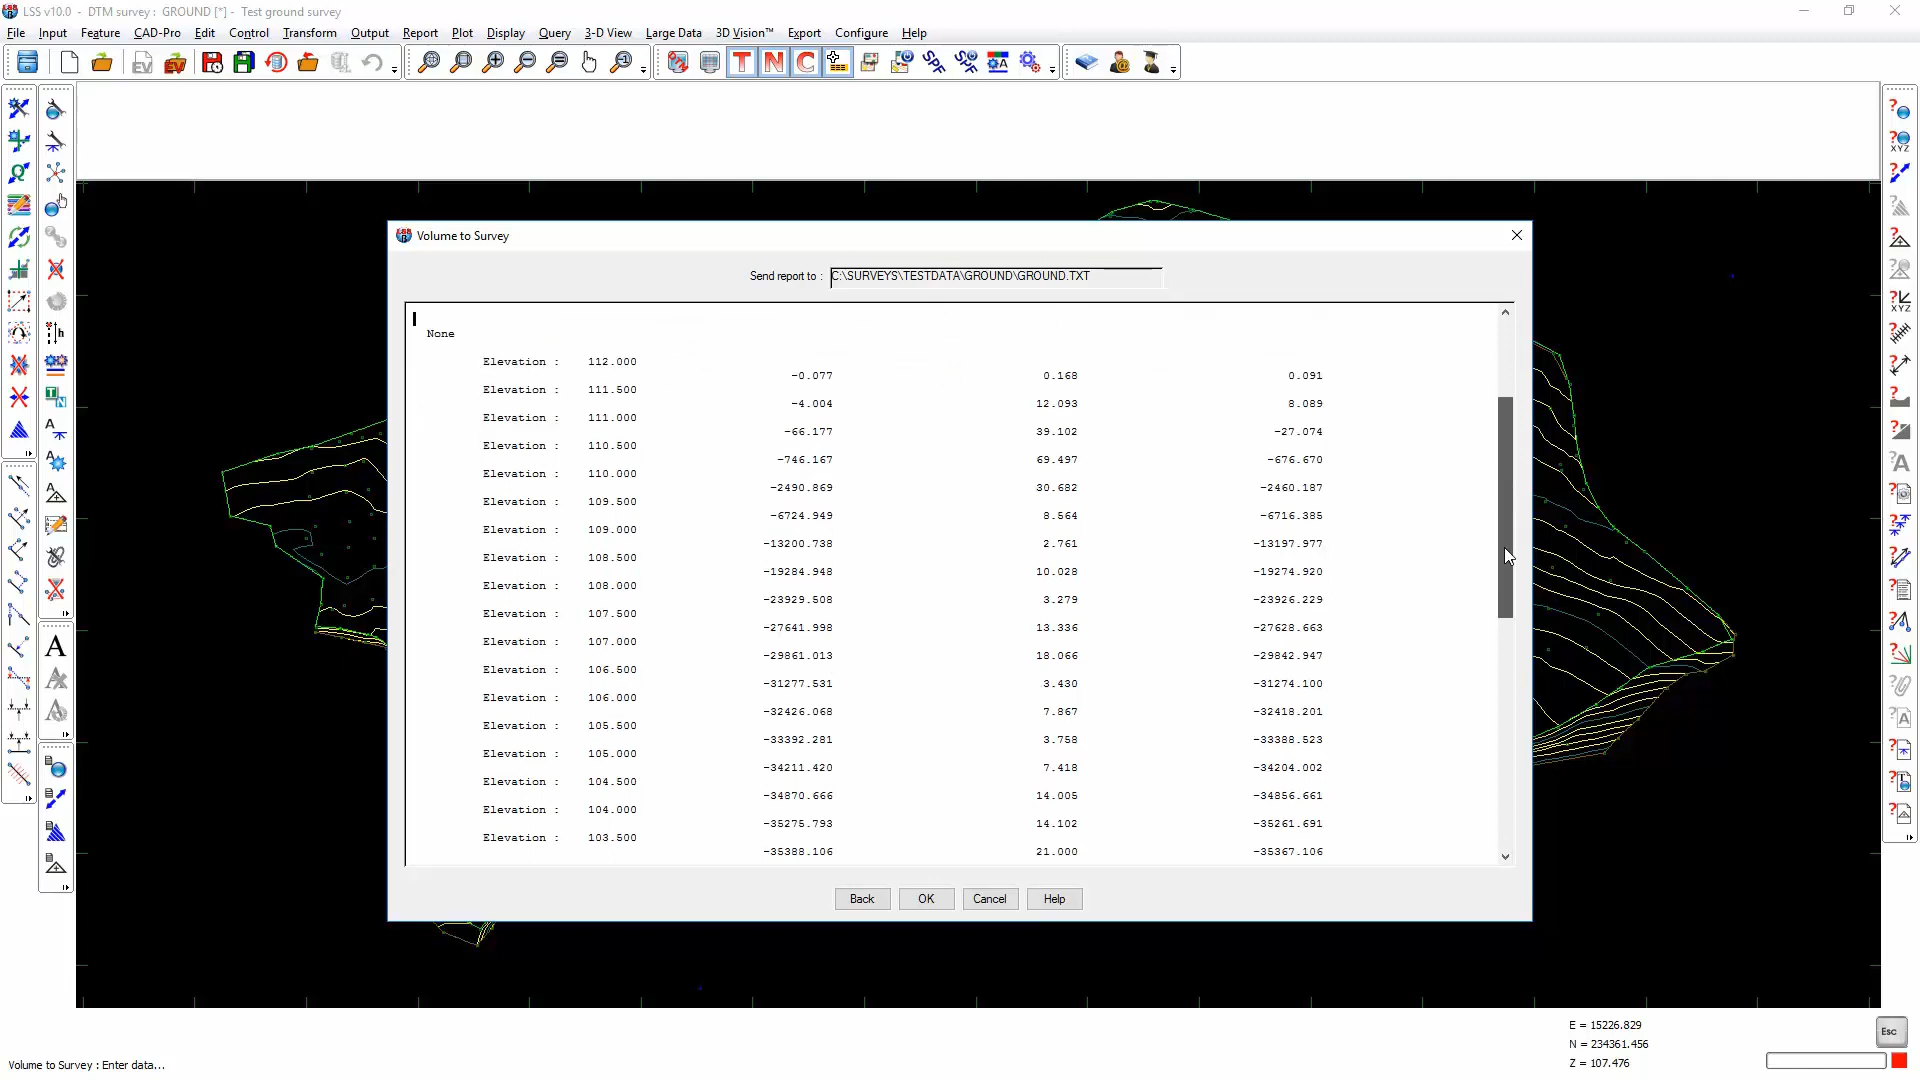 LSS v10.0 - DTM survey : GROUND [*] - Test ground survey
File Input Feature CAD-Pro Edit Control Transform Output Report Plot Display Query 3-D View Large Data 3D Vision™ Export Configure Help
Volume to Survey
Send report to : C:\SURVEYS\TESTDATA\GROUND\GROUND.TXT
None
Elevation : 112.000
-0.077 0.168 0.091
Elevation : 111.500
-4.004 12.093 8.089
Elevation : 111.000
-66.177 39.102 -27.074
Elevation : 110.500
-746.167 69.497 -676.670
Elevation : 110.000
-2490.869 30.682 -2460.187
Elevation : 109.500
-6724.949 8.564 -6716.385
Elevation : 109.000
-13200.738 2.761 -13197.977
Elevation : 108.500
-19284.948 10.028 -19274.920
Elevation : 108.000
-23929.508 3.279 -23926.229
Elevation : 107.500
-27641.998 13.336 -27628.663
Elevation : 107.000
-29861.013 18.066 -29842.947
Elevation : 106.500
-31277.531 3.430 -31274.100
Elevation : 106.000
-32426.068 7.867 -32418.201
Elevation : 105.500
-33392.281 3.758 -33388.523
Elevation : 105.000
-34211.420 7.418 -34204.002
Elevation : 104.500
-34870.666 14.005 -34856.661
Elevation : 104.000
-35275.793 14.102 -35261.691
Elevation : 103.500
-35388.106 21.000 -35367.106
Back OK Cancel Help
E = 15226.829
N = 234361.456
Z = 107.476
Esc
Volume to Survey : Enter data...